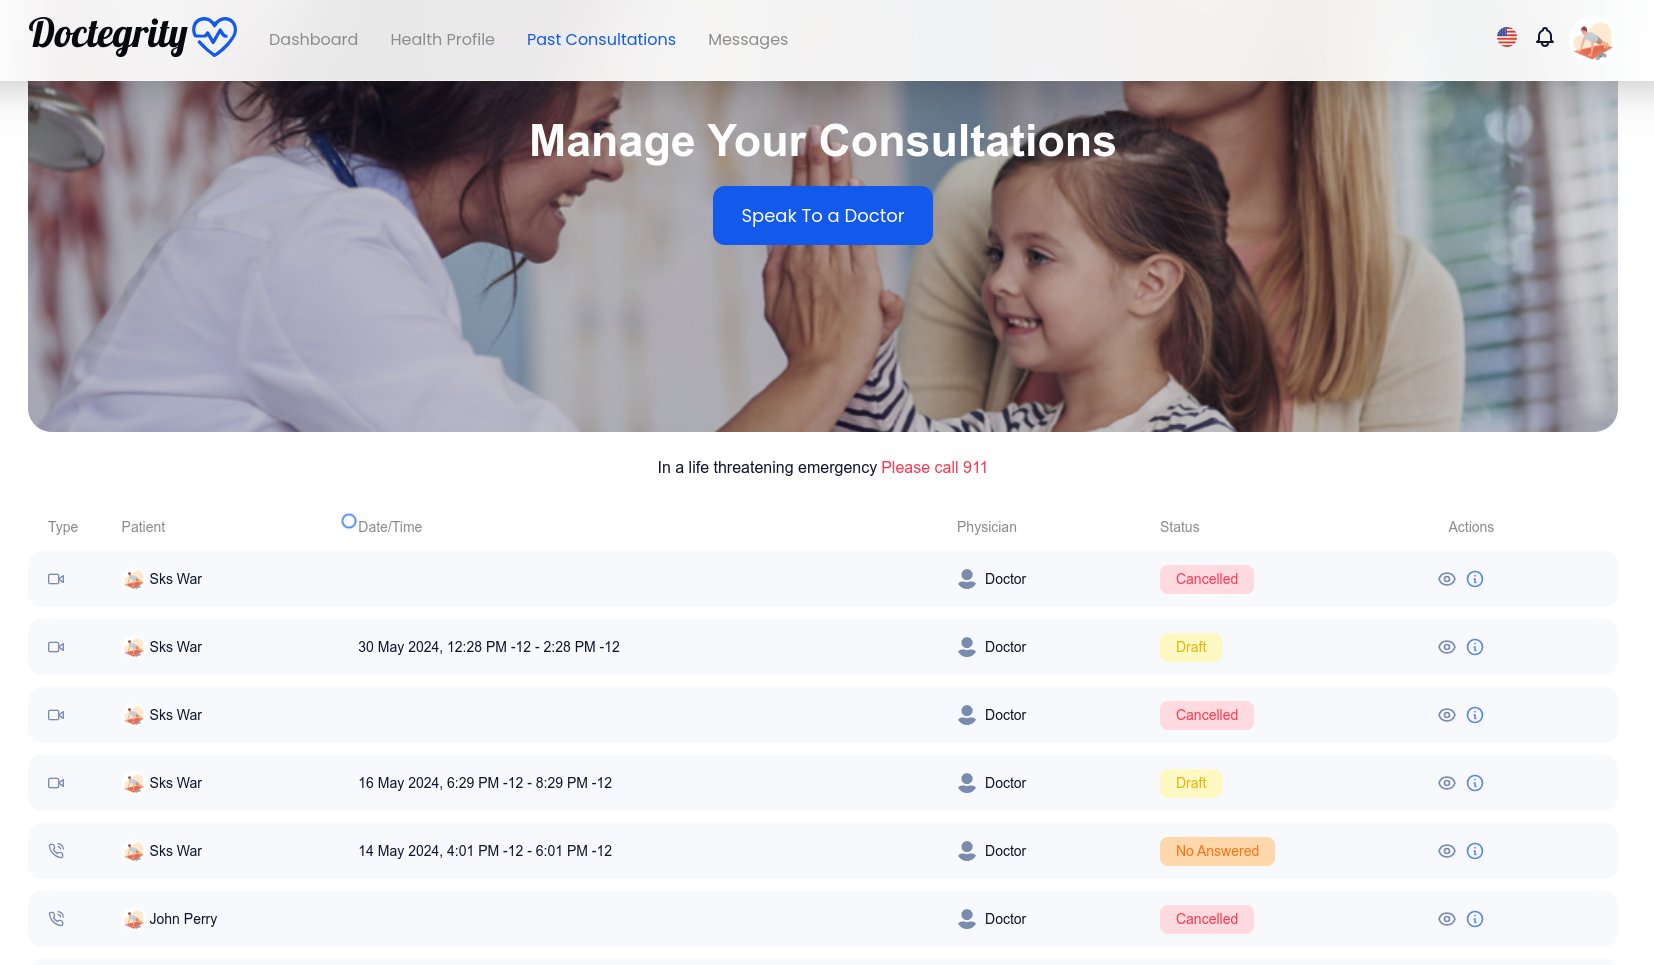 Doctegrity
Dashboard Health Profile Past Consultations Messages
Manage Your Consultations
Speak To a Doctor
In a life threatening emergency Please call 911
Type Patient Date/Time Physician Status Actions
Sks War Doctor Cancelled
Sks War 30 May 2024, 12:28 PM -12 - 2:28 PM -12 Doctor Draft
Sks War Doctor Cancelled
Sks War 16 May 2024, 6:29 PM -12 - 8:29 PM -12 Doctor Draft
Sks War 14 May 2024, 4:01 PM -12 - 6:01 PM -12 Doctor No Answered
John Perry Doctor Cancelled